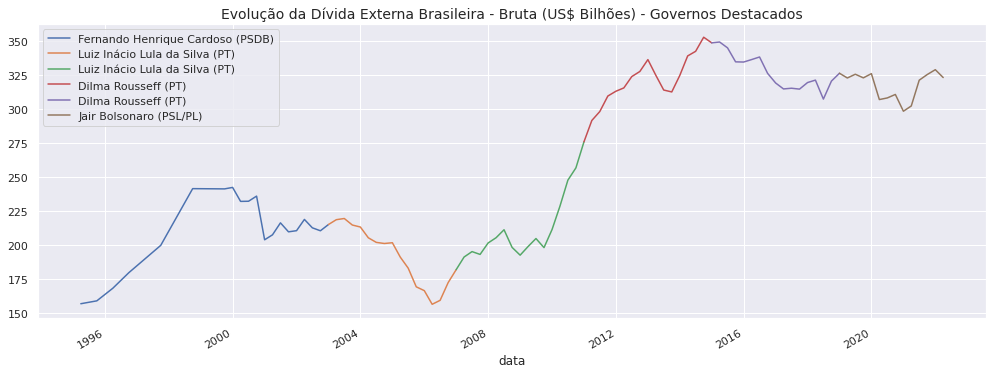 Evolução da Dívida Externa Brasileira - Bruta (US$ Bilhões) - Governos Destacados
Fernando Henrique Cardoso (PSDB)
Luiz Inácio Lula da Silva (PT)
Luiz Inácio Lula da Silva (PT)
Dilma Rousseff (PT)
Dilma Rousseff (PT)
Jair Bolsonaro (PSL/PL)
350
325
300
275
250
225
200
175
150
1996
2000
2004
2008
2012
2016
2020
data